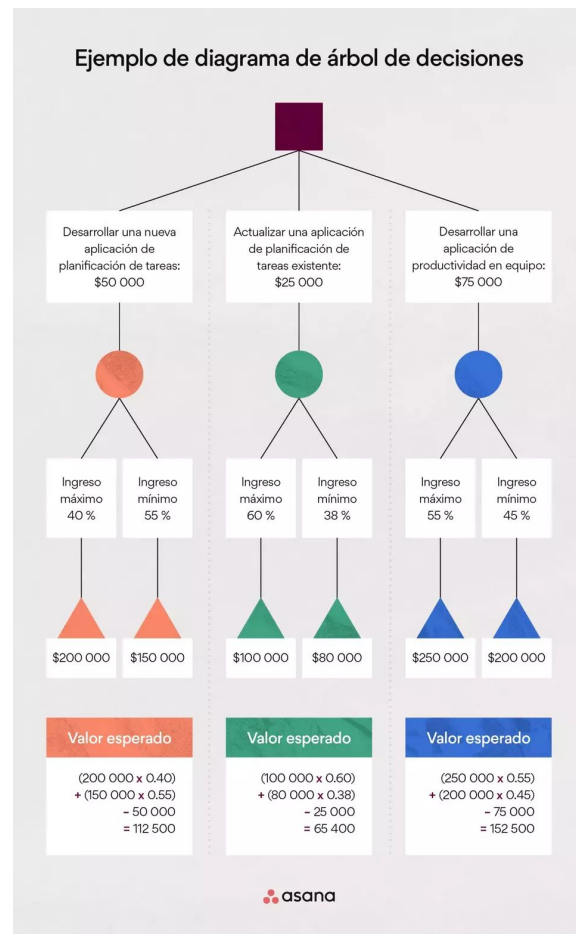 Ejemplo de diagrama de árbol de decisiones
Desarrollar una nueva
aplicación de
planificación de tareas:
$50 000
Actualizar una aplicación
de planificación de
tareas existente:
$25 000
Desarrollar una
aplicación de
productividad en equipo:
$75 000
Ingreso
máximo
40 %
Ingreso
mínimo
55 %
Ingreso
máximo
60 %
Ingreso
mínimo
38 %
Ingreso
máximo
55 %
Ingreso
mínimo
45 %
$200 000
$150 000
$100 000
$80 000
$250 000
$200 000
Valor esperado
(200 000 x 0.40)
+ (150 000 x 0.55)
– 50 000
= 112 500
Valor esperado
(100 000 x 0.60)
+ (80 000 x 0.38)
– 25 000
= 65 400
Valor esperado
(250 000 x 0.55)
+ (200 000 x 0.45)
– 75 000
= 152 500
asana